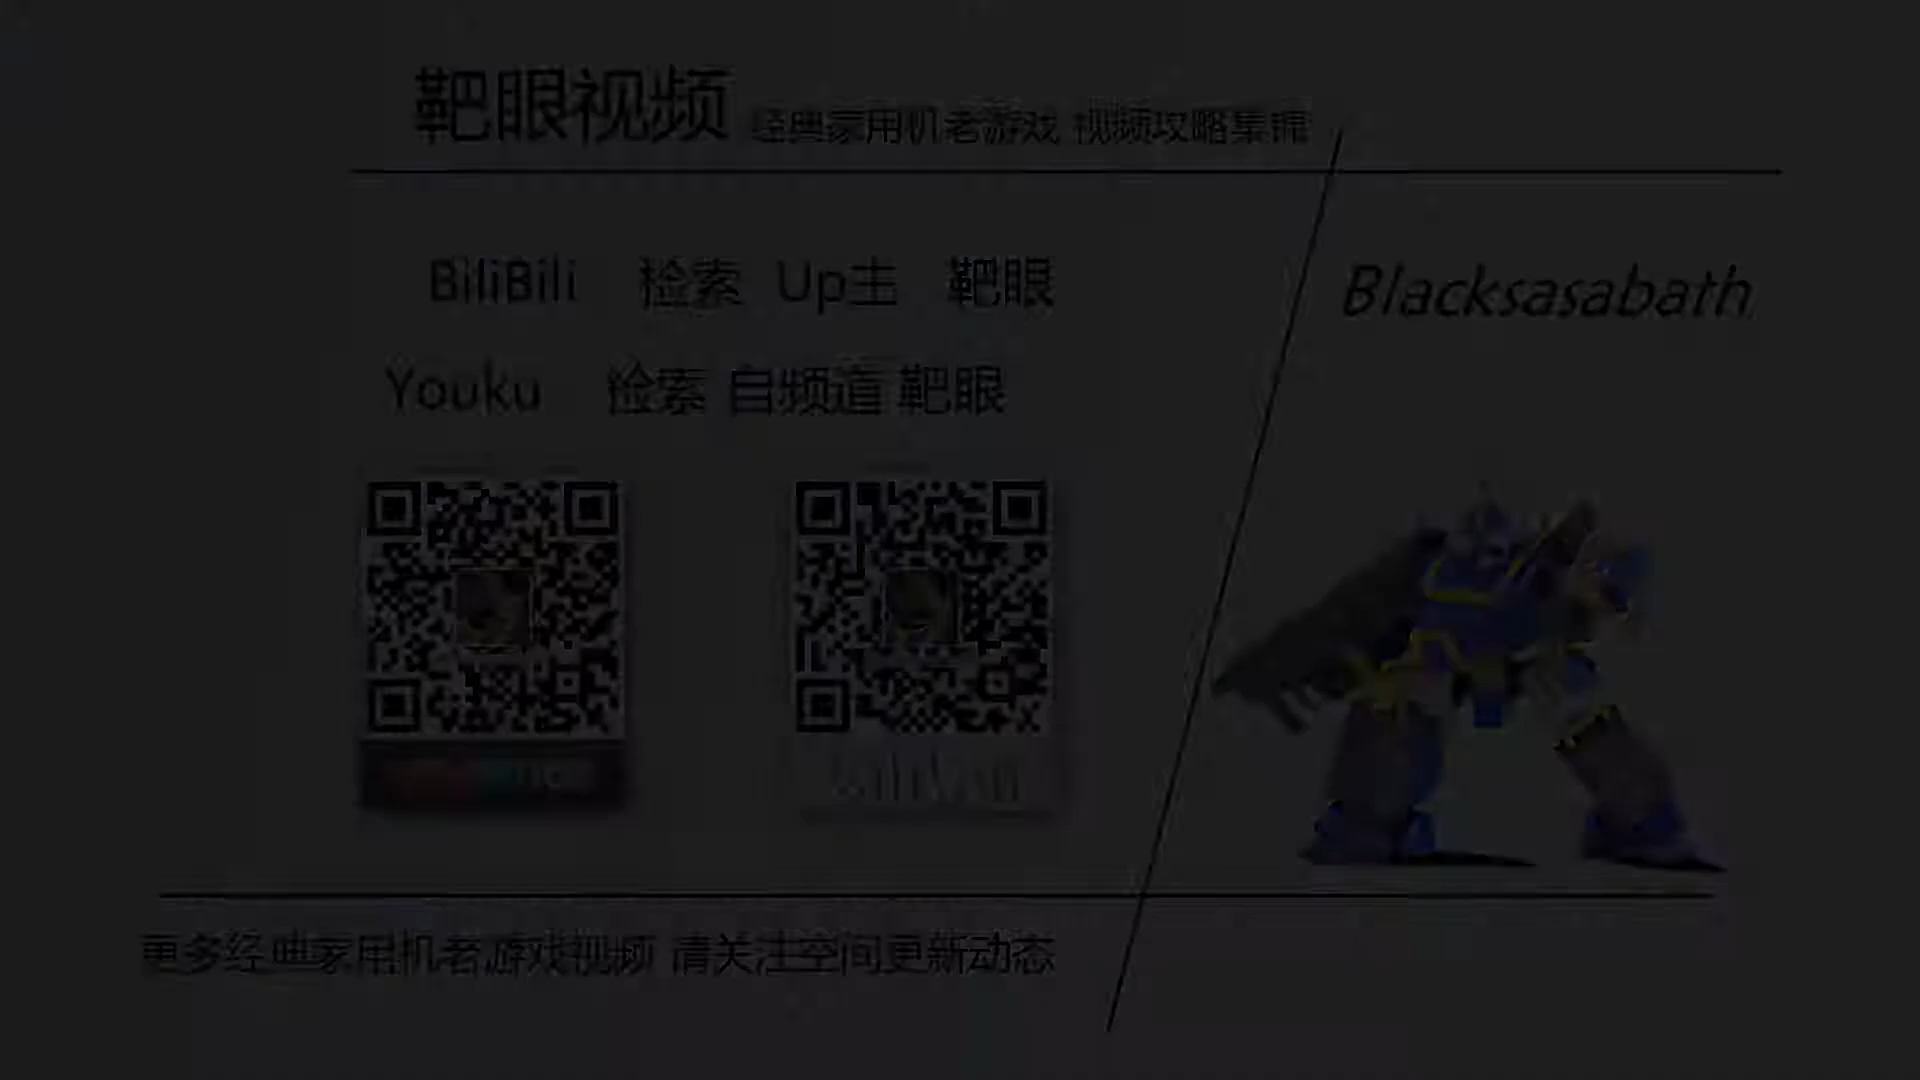 靶眼视频 经典家用机老游戏 视频攻略集锦
BiliBili 检索 Up主 靶眼
Blacksasabath
Youku 检索 自频道 靶眼
更多经典家用机老游戏视频 请关注空间更新动态